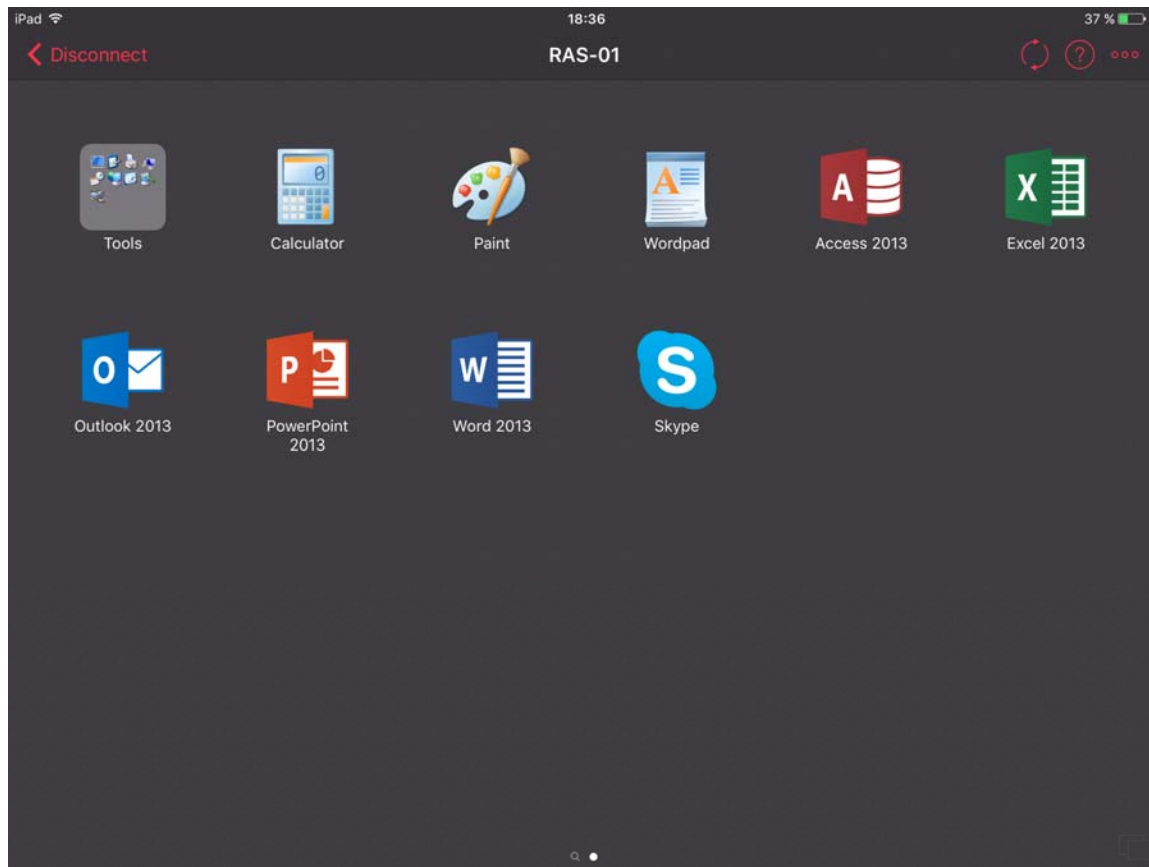 iPad 18:36 37 %
Disconnect RAS-01
Tools Calculator Paint Wordpad Access 2013 Excel 2013
Outlook 2013 PowerPoint 2013 Word 2013 Skype